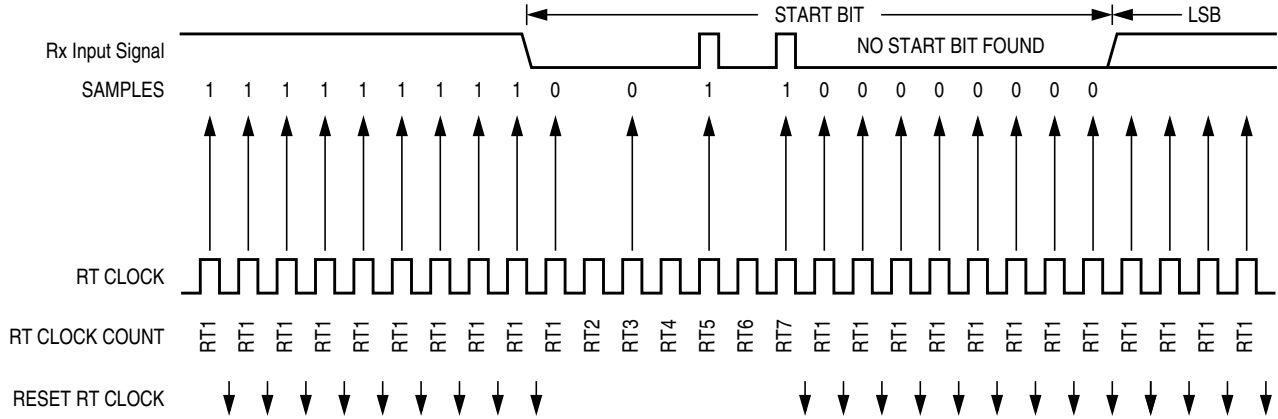 START BIT
LSB
Rx Input Signal
NO START BIT FOUND
SAMPLES 1 1 1 1 1 1 1 1 1 0 0 1 1 0 0 0 0 0 0 0 0
RT CLOCK
RT CLOCK COUNT RT1 RT1 RT1 RT1 RT1 RT1 RT1 RT1 RT1 RT1 RT2 RT3 RT4 RT5 RT6 RT7 RT1 RT1 RT1 RT1 RT1 RT1 RT1 RT1 RT1 RT1 RT1 RT1
RESET RT CLOCK